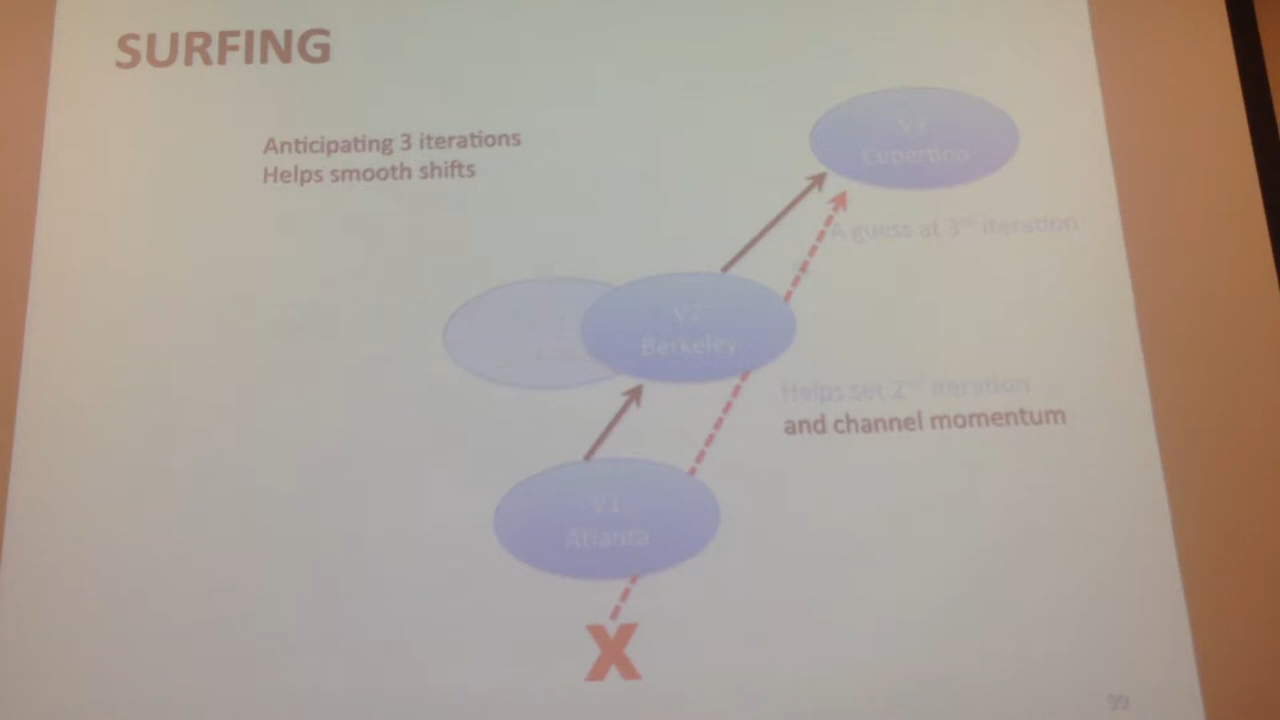 SURFING
Anticipating 3 iterations
Helps smooth shifts
V3
Cupertino
A guess at 3rd iteration
V2
Berkeley
Helps set 2nd iteration
and channel momentum
V1
Atlanta
X
99